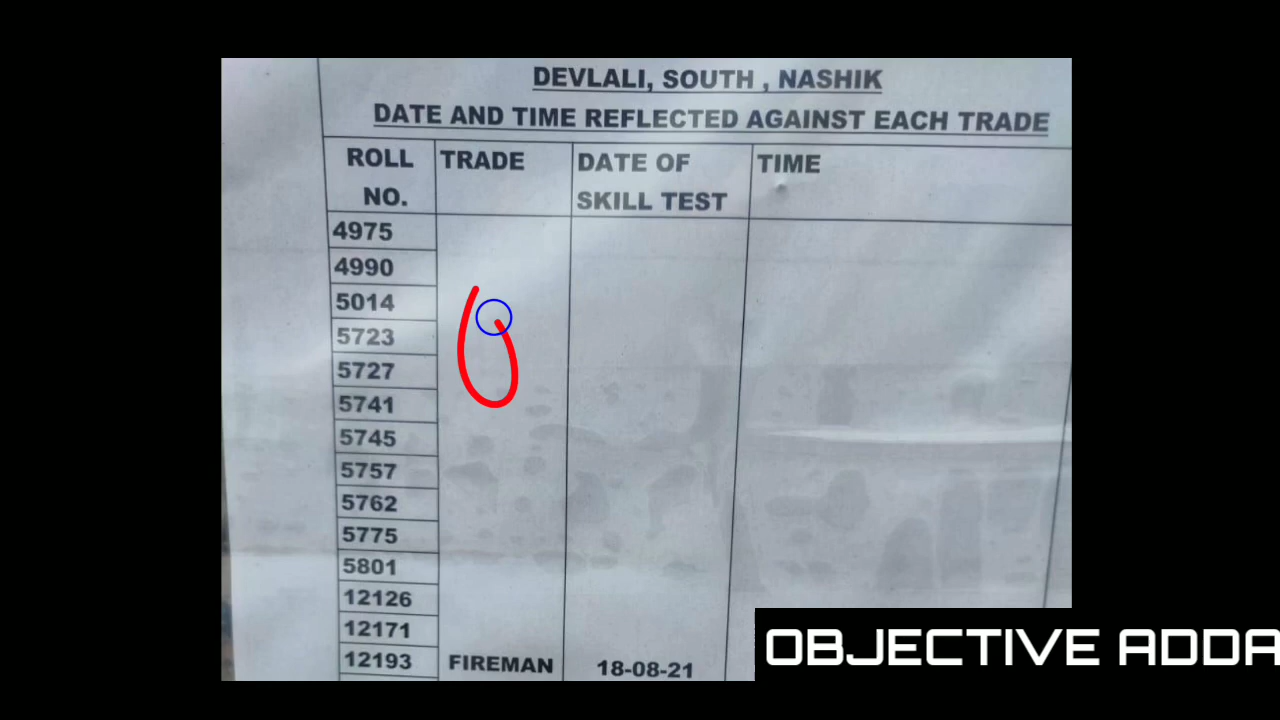 DEVLALI, SOUTH , NASHIK
DATE AND TIME REFLECTED AGAINST EACH TRADE
ROLL NO. TRADE DATE OF SKILL TEST TIME
4975
4990
5014
5723
5727
5741
5745
5757
5762
5775
5801
12126
12171
12193 FIREMAN 18-08-21
OBJECTIVE ADDA